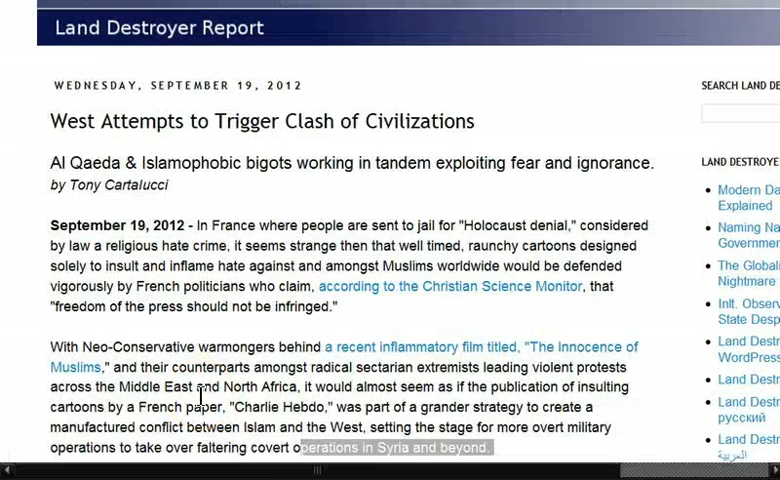 Land Destroyer Report
WEDNESDAY, SEPTEMBER 19, 2012
West Attempts to Trigger Clash of Civilizations
Al Qaeda & Islamophobic bigots working in tandem exploiting fear and ignorance.
by Tony Cartalucci
September 19, 2012 - In France where people are sent to jail for "Holocaust denial," considered
by law a religious hate crime, it seems strange then that well timed, raunchy cartoons designed
solely to insult and inflame hate against and amongst Muslims worldwide would be defended
vigorously by French politicians who claim, according to the Christian Science Monitor, that
"freedom of the press should not be infringed."
With Neo-Conservative warmongers behind a recent inflammatory film titled, "The Innocence of
Muslims," and their counterparts amongst radical sectarian extremists leading violent protests
across the Middle East and North Africa, it would almost seem as if the publication of insulting
cartoons by a French paper, "Charlie Hebdo," was part of a grander strategy to create a
manufactured conflict between Islam and the West, setting the stage for more overt military
operations to take over faltering covert operations in Syria and beyond.
SEARCH LAND DE
LAND DESTROYE
Modern Da
Explained
Naming Na
Governmen
The Globali
Nightmare
Inlt. Observ
State Desp
Land Destr
WordPress
Land Destr
Land Destr
русский
Land Destr
العربية